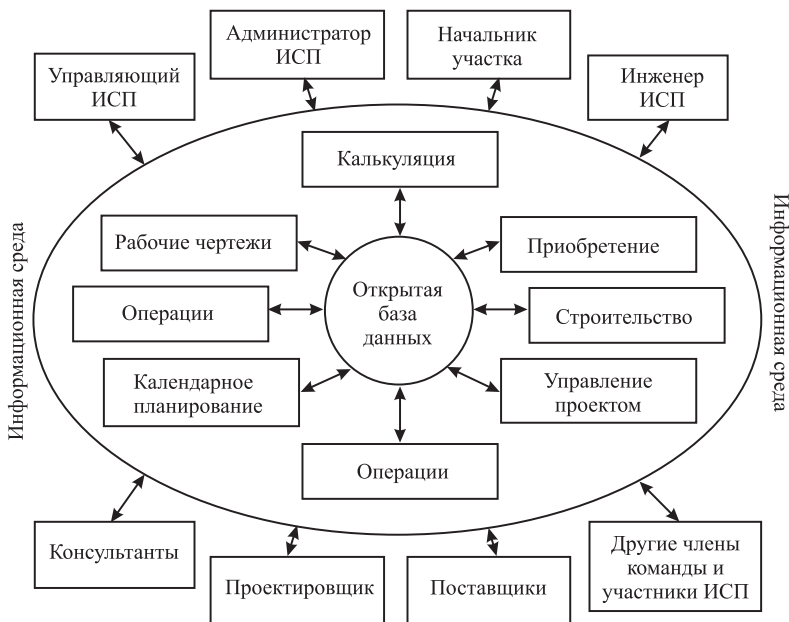 Администратор
ИСП
Начальник
участка
Управляющий
ИСП
Инженер
ИСП
Калькуляция
Рабочие чертежи
Приобретение
Информационная среда
Информационная среда
Операции
Открытая
база
данных
Строительство
Календарное
планирование
Управление
проектом
Операции
Консультанты
Проектировщик
Поставщики
Другие члены
команды и
участники ИСП